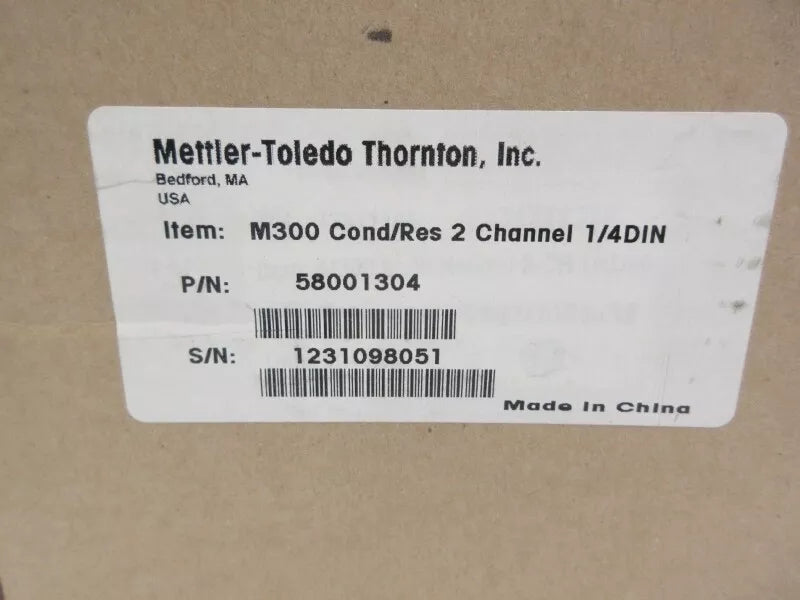 Mettler-Toledo Thornton, Inc.
Bedford, MA
USA
Item: M300 Cond/Res 2 Channel 1/4DIN
P/N: 58001304
S/N: 1231098051
Made in China